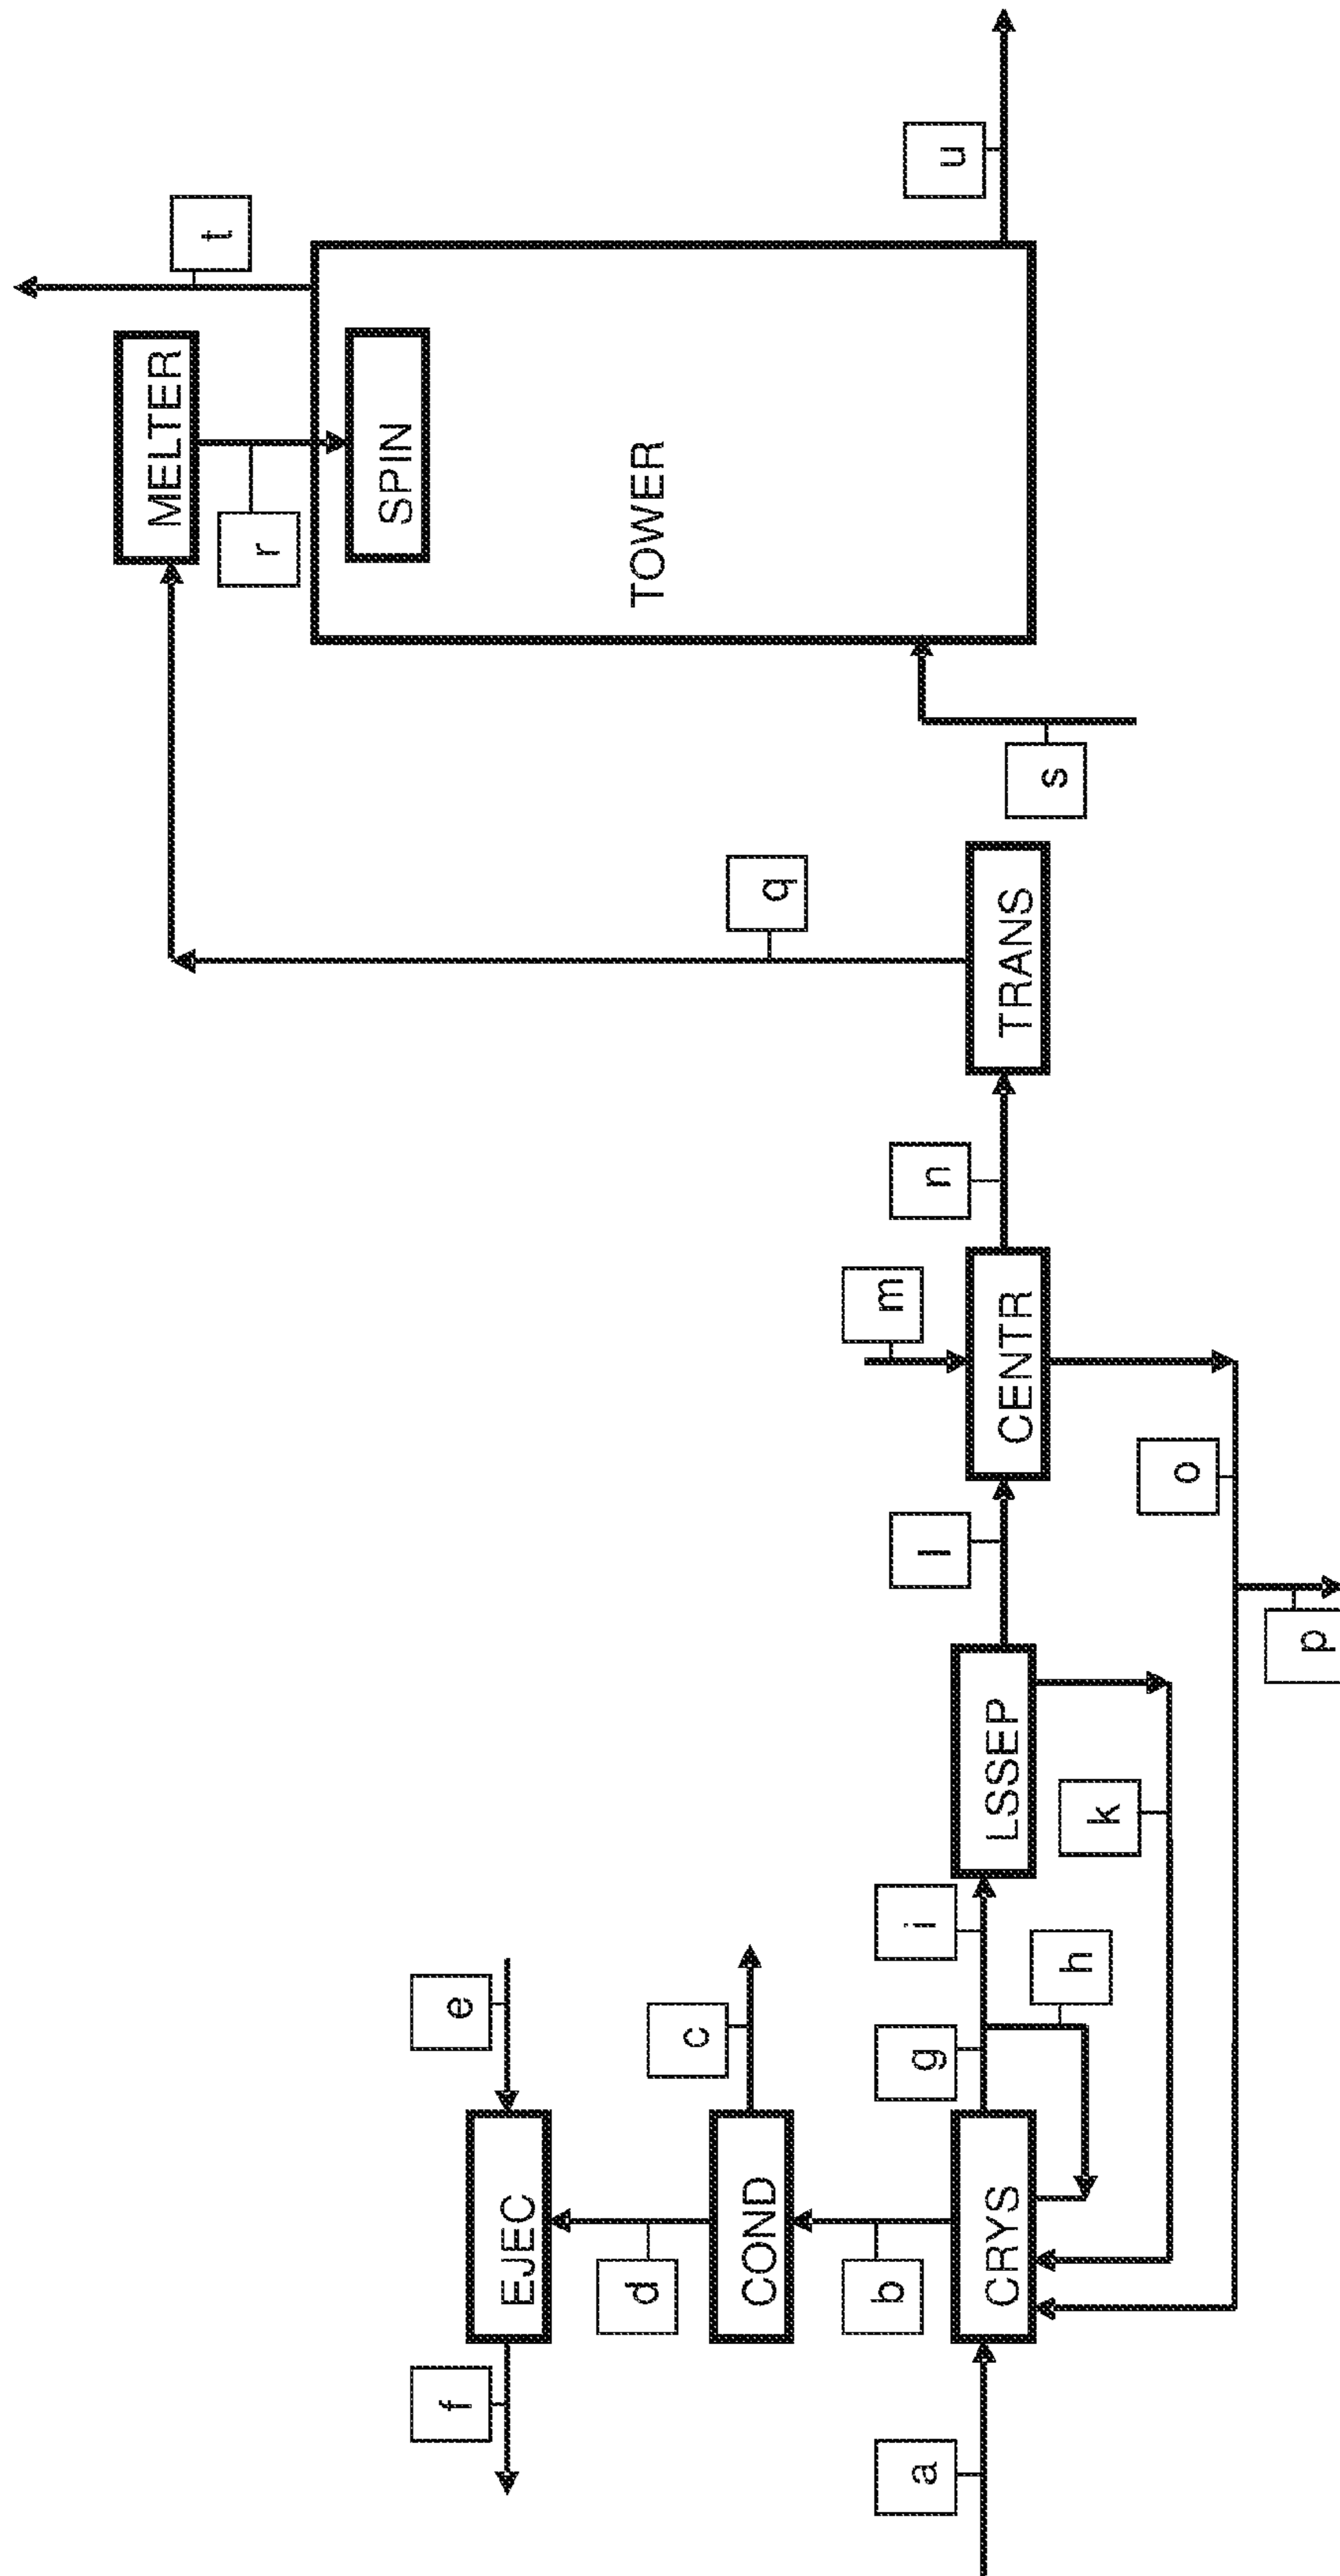 t
MELTER
r
SPIN
TOWER
u
s
q
TRANS
n
m
CENTR
l
o
p
LSSEP
k
i
h
g
e
c
EJEC
COND
CRYS
d
b
f
a